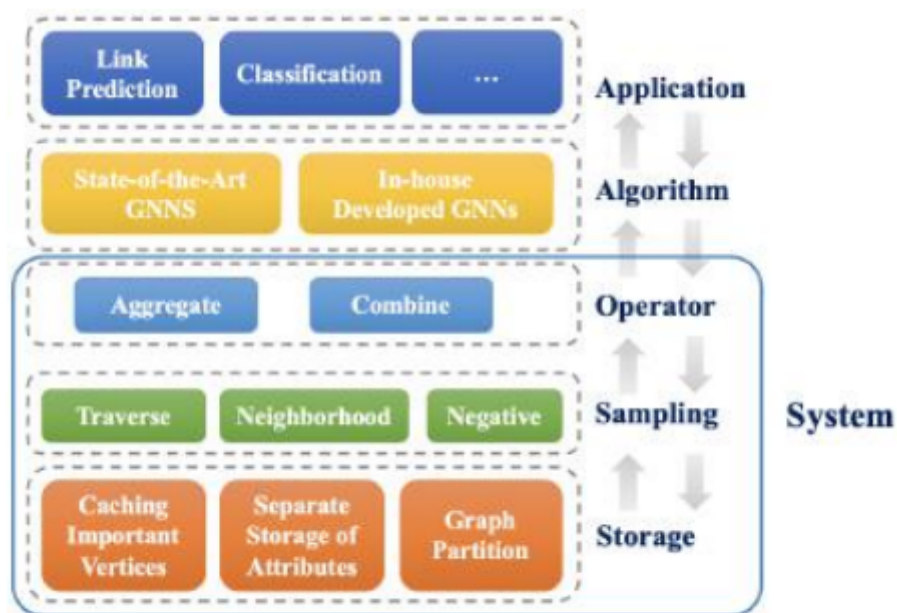 Link
Prediction
Classification
...
Application
State-of-the-Art
GNNS
In-house
Developed GNNs
Algorithm
Aggregate
Combine
Operator
Traverse
Neighborhood
Negative
Sampling
System
Caching
Important
Vertices
Separate
Storage of
Attributes
Graph
Partition
Storage